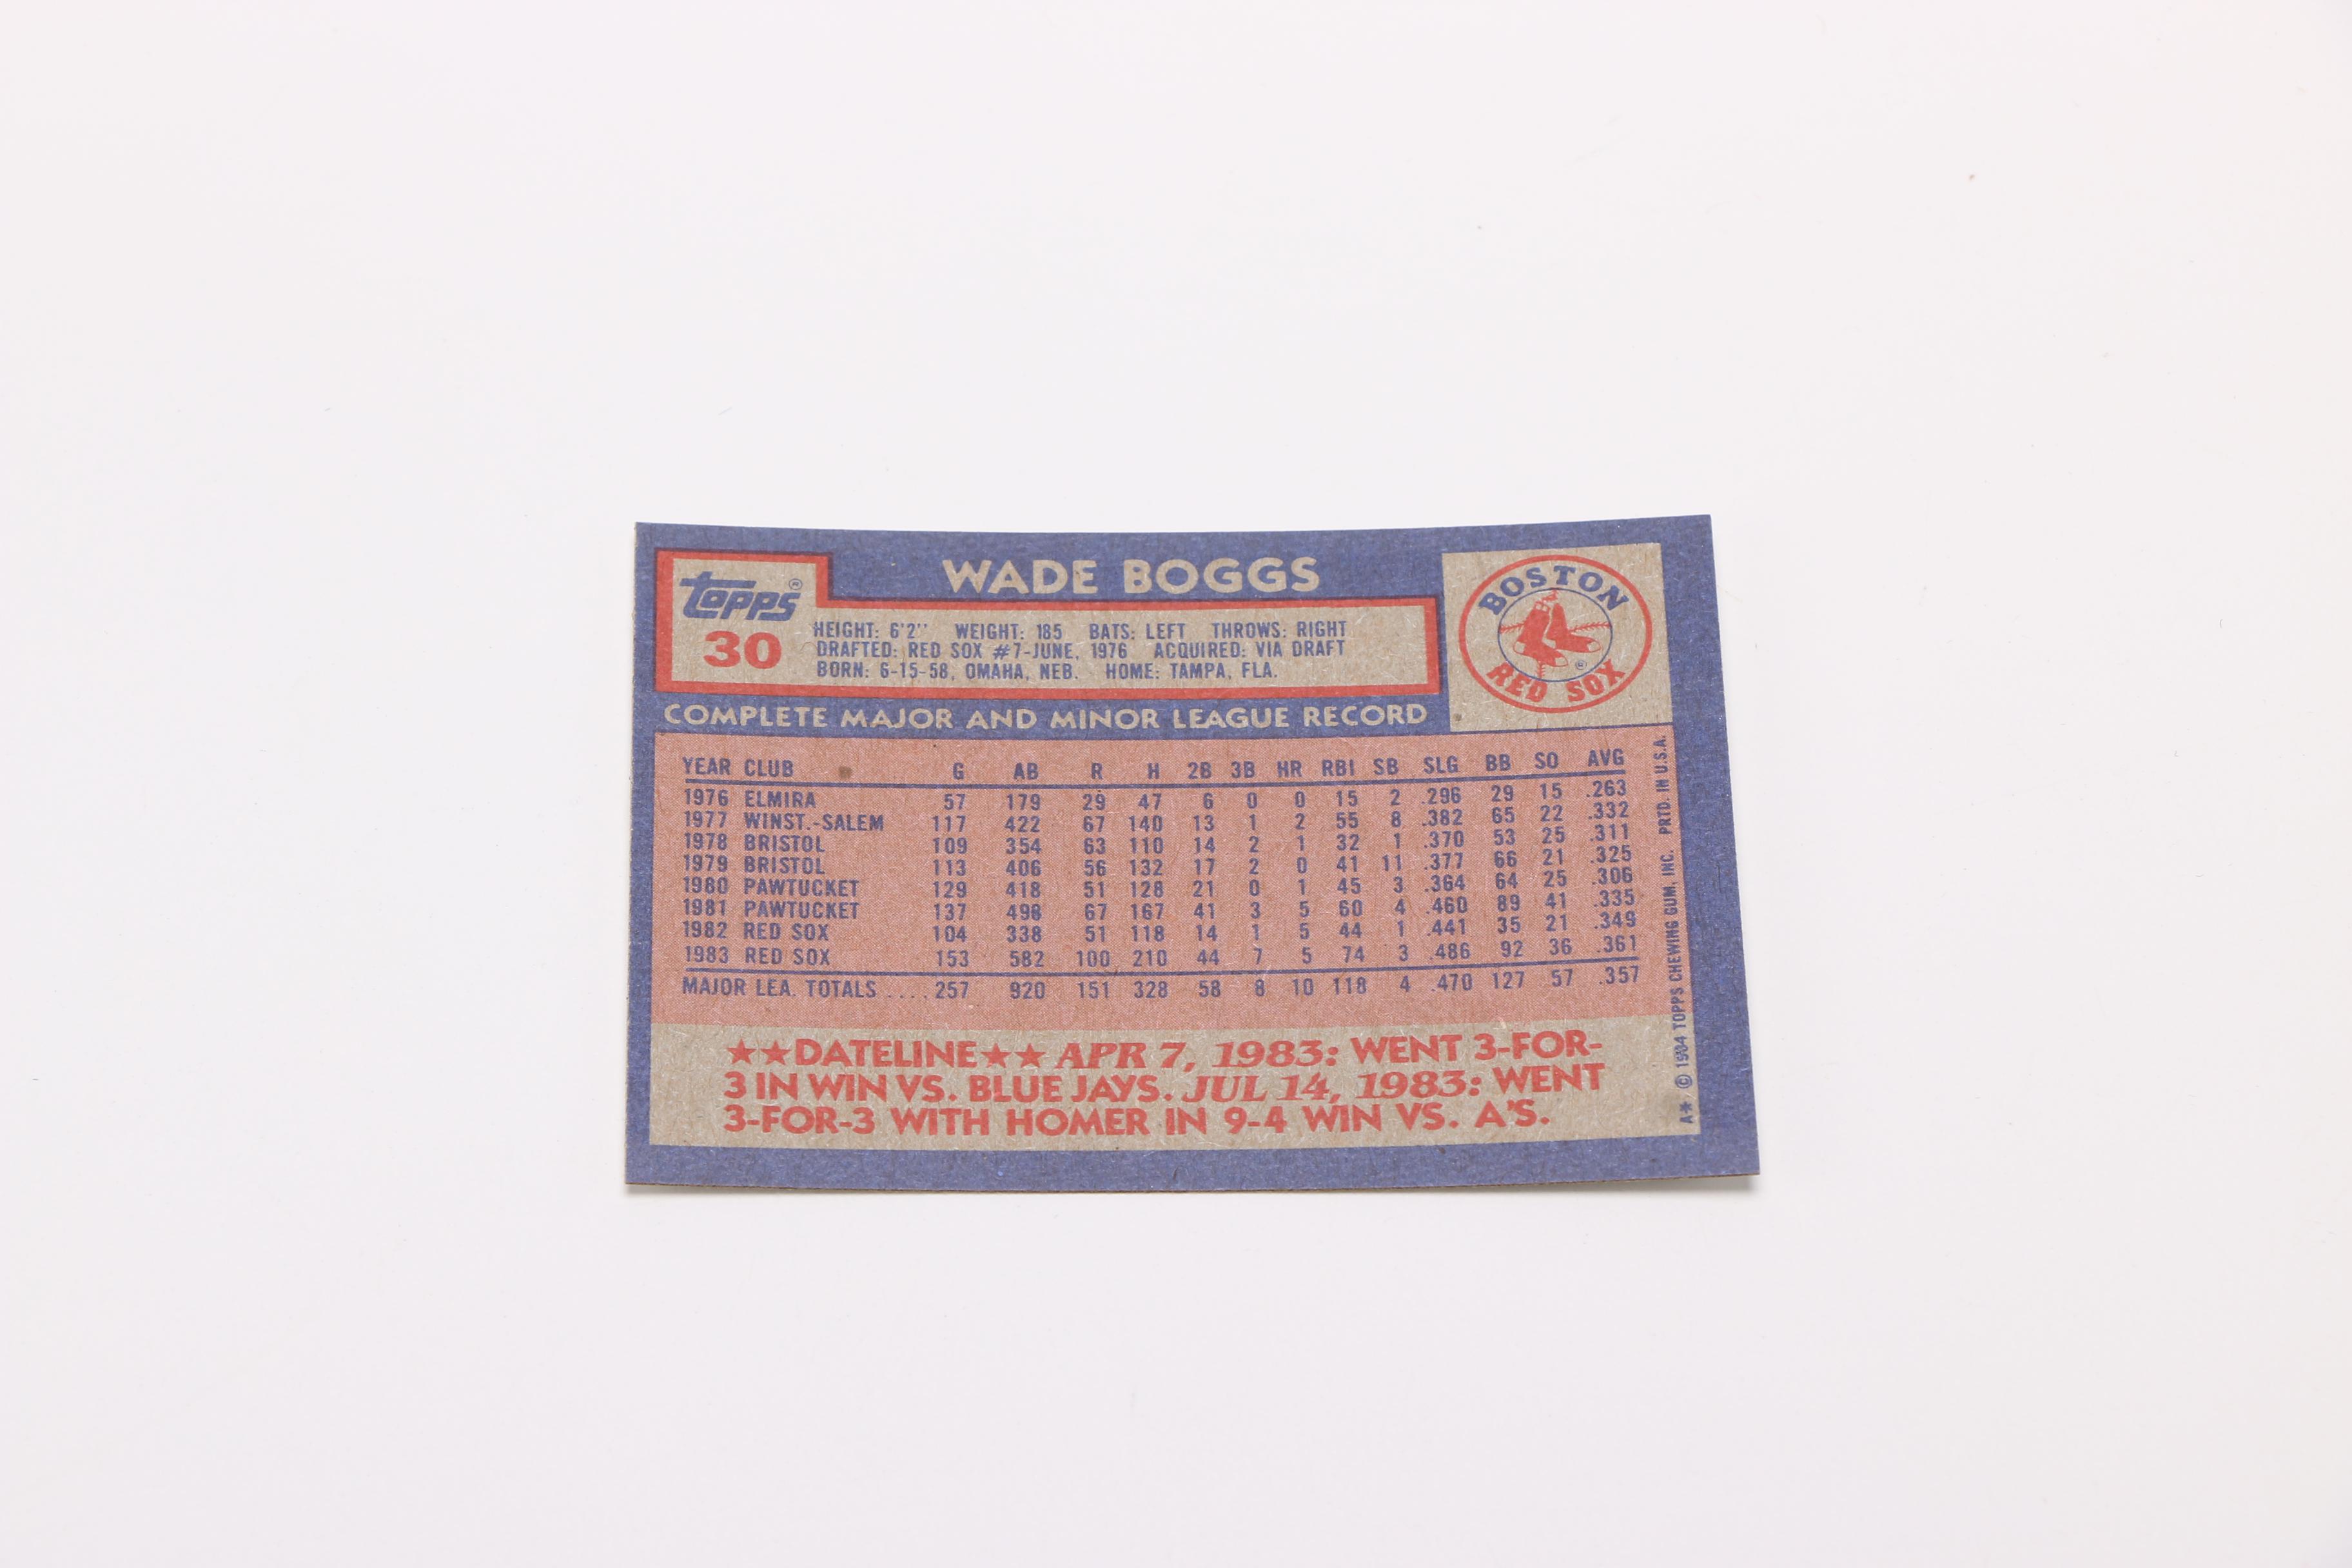 WADE BOGGS
Topps®
30
HEIGHT: 6'2" WEIGHT: 185 BATS: LEFT THROWS: RIGHT
DRAFTED: RED SOX #7-JUNE, 1976 ACQUIRED: VIA DRAFT
BORN: 6-15-58, OMAHA, NEB. HOME: TAMPA, FLA.
BOSTON
RED SOX
®
COMPLETE MAJOR AND MINOR LEAGUE RECORD
YEAR CLUB G AB R H 2B 3B HR RBI SB SLG BB SO AVG
1976 ELMIRA 57 179 29 47 6 0 0 15 2 .296 29 15 .263
1977 WINST.-SALEM 117 422 67 140 13 1 2 55 8 .382 65 22 .332
1978 BRISTOL 109 354 63 110 14 2 1 32 1 .370 53 25 .311
1979 BRISTOL 113 406 56 132 17 2 0 41 11 .377 66 21 .325
1980 PAWTUCKET 129 418 51 128 21 0 1 45 3 .364 64 25 .306
1981 PAWTUCKET 137 498 67 167 41 3 5 60 4 .460 89 41 .335
1982 RED SOX 104 338 51 118 14 1 5 44 1 .441 35 21 .349
1983 RED SOX 153 582 100 210 44 7 5 74 3 .486 92 36 .361
MAJOR LEA. TOTALS .... 257 920 151 328 58 8 10 118 4 .470 127 57 .357
★★DATELINE★★ APR 7, 1983: WENT 3-FOR-
3 IN WIN VS. BLUE JAYS. JUL 14, 1983: WENT
3-FOR-3 WITH HOMER IN 9-4 WIN VS. A'S.
A* © 1984 TOPPS CHEWING GUM, INC. PRTD. IN U.S.A.